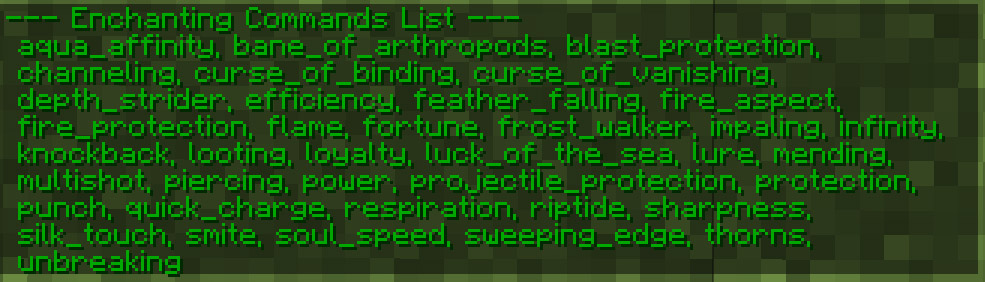 --- Enchanting Commands List ---
aqua_affinity, bane_of_arthropods, blast_protection,
channeling, curse_of_binding, curse_of_vanishing,
depth_strider, efficiency, feather_falling, fire_aspect,
fire_protection, flame, fortune, frost_walker, impaling, infinity,
knockback, looting, loyalty, luck_of_the_sea, lure, mending,
multishot, piercing, power, projectile_protection, protection,
punch, quick_charge, respiration, riptide, sharpness,
silk_touch, smite, soul_speed, sweeping_edge, thorns,
unbreaking